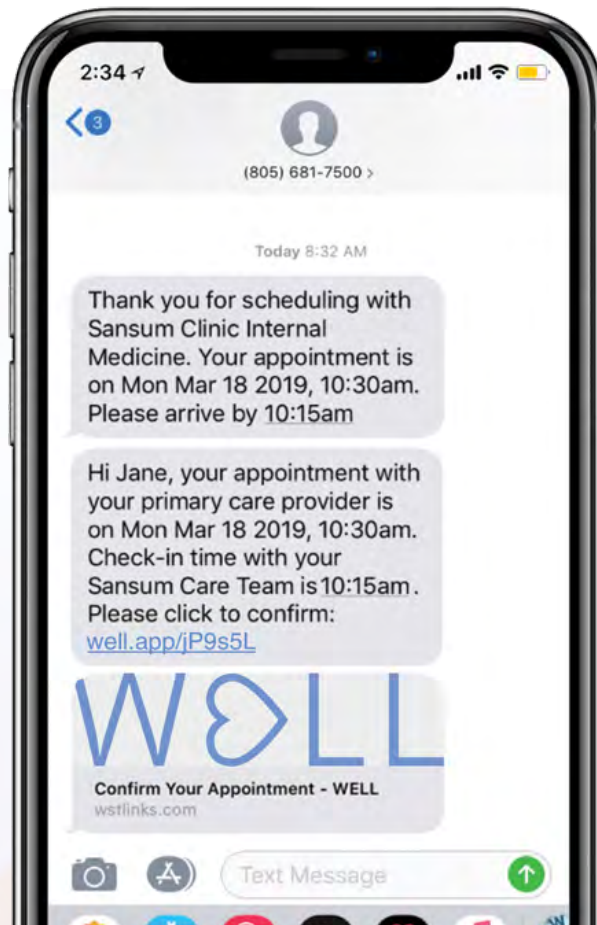 2:34
3
(805) 681-7500 >
Today 8:32 AM
Thank you for scheduling with
Sansum Clinic Internal
Medicine. Your appointment is
on Mon Mar 18 2019, 10:30am.
Please arrive by 10:15am
Hi Jane, your appointment with
your primary care provider is
on Mon Mar 18 2019, 10:30am.
Check-in time with your
Sansum Care Team is 10:15am.
Please click to confirm:
well.app/jP9s5L
WELL
Confirm Your Appointment - WELL
wstlinks.com
Text Message